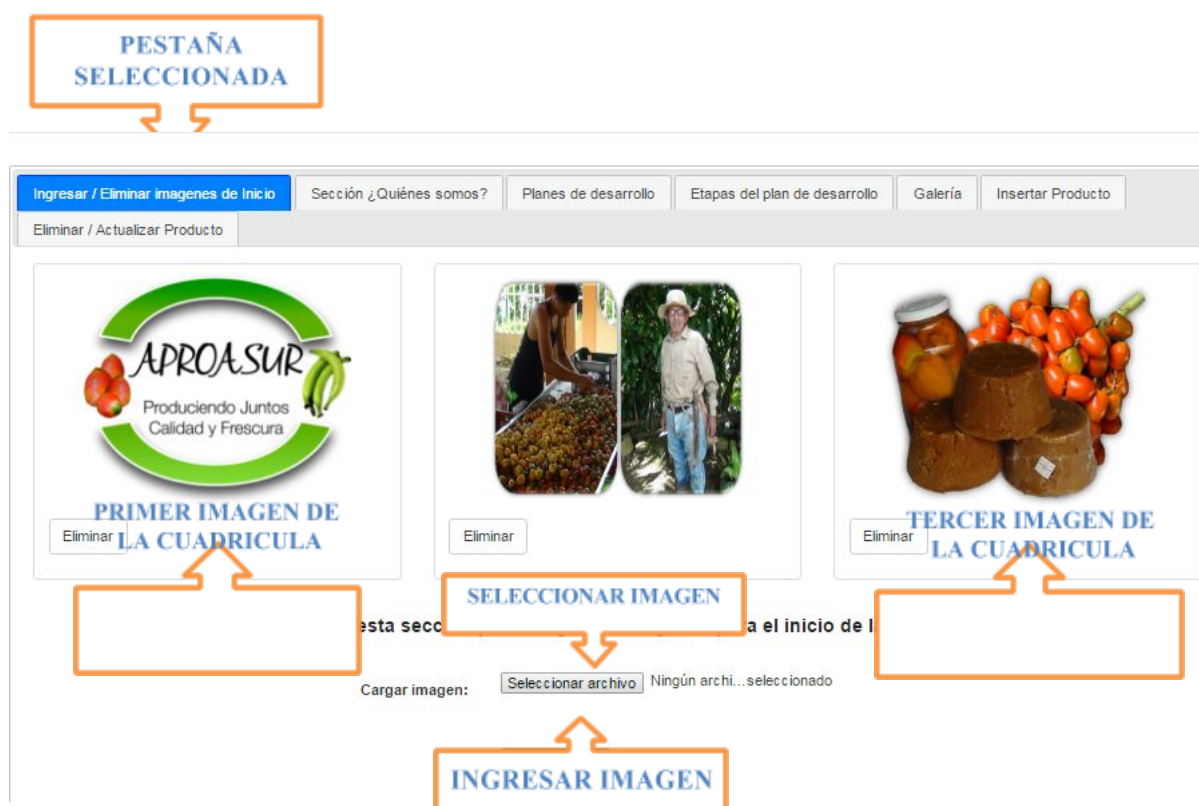 PESTAÑA
SELECCIONADA
Ingresar / Eliminar imagenes de Inicio
Sección ¿Quiénes somos?
Planes de desarrollo
Etapas del plan de desarrollo
Galería
Insertar Producto
Eliminar / Actualizar Producto
APROASUR
Produciendo Juntos
Calidad y Frescura
PRIMER IMAGEN DE
LA CUADRICULA
Eliminar
Eliminar
TERCER IMAGEN DE
LA CUADRICULA
Eliminar
SELECCIONAR IMAGEN
esta a el inicio de
Cargar imagen:
Seleccionar archivo Ningún archi...seleccionado
INGRESAR IMAGEN